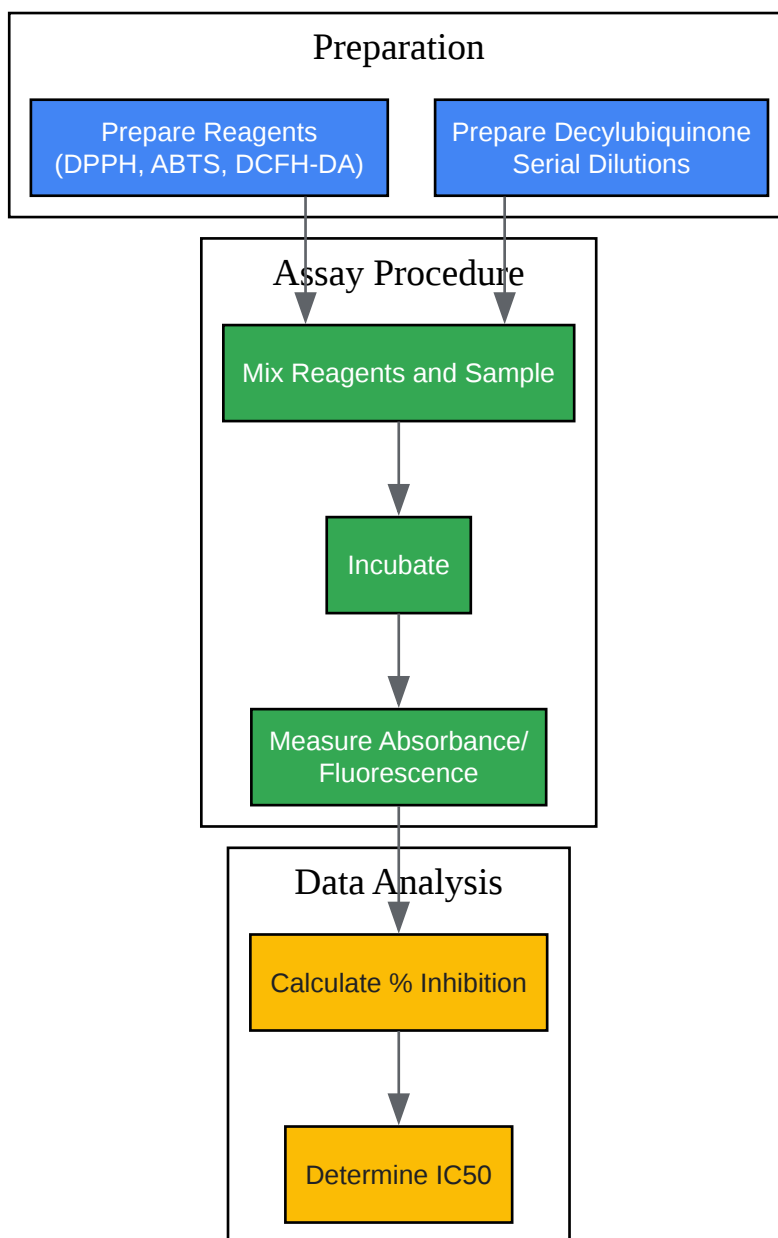 Preparation
Prepare Reagents
(DPPH, ABTS, DCFH-DA)
Prepare Decylubiquinone
Serial Dilutions
Assay Procedure
Mix Reagents and Sample
Incubate
Measure Absorbance/
Fluorescence
Data Analysis
Calculate % Inhibition
Determine IC50